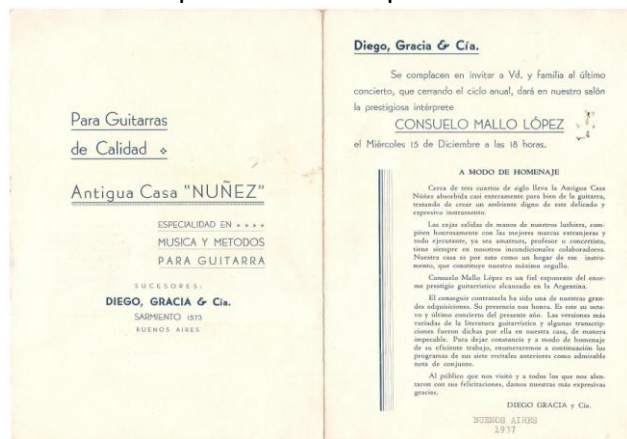 Para Guitarras
de Calidad
Antigua Casa "NUÑEZ"
ESPECIALIDAD EN
MUSICA Y METODOS
PARA GUITARRA
SUCESORES:
DIEGO, GRACIA & Cía.
SARMIENTO 1573
BUENOS AIRES
Diego, Gracia & Cía.
Se complacen en invitar a Vd. y familia al último
concierto, que cerrando el ciclo anual, dará en nuestro salón
la prestigiosa intérprete
CONSUELO MALLO LÓPEZ
el Miércoles 15 de Diciembre a las 18 horas.
A MODO DE HOMENAJE
Cerca de tres cuartos de siglo lleva la Antigua Casa
Núñez absorbida casi enteramente para bien de la guitarra,
tratando de crear un ambiente digno de este delicado y
expresivo instrumento.
Las cajas salidas de manos de nuestros luthiers, com-
piten honrosamente con las mejores marcas extranjeras y
todo ejecutante, ya sea amateurs, profesor o concertista,
tiene siempre en nosotros incondicionales colaboradores.
Nuestra casa es por esto como un hogar de ese instru-
mento, que constituye nuestro máximo orgullo.
Consuelo Mallo López es un fiel exponente del enor-
me prestigio guitarrístico alcanzado en la Argentina.
El conseguir contratarla ha sido una de nuestras gran-
des adquisiciones. Su presencia nos honra. Es este su octa-
vo y último concierto del presente año. Las versiones más
variadas de la literatura guitarrística y algunas transcrip-
ciones fueron dichas por ella en nuestra casa, de manera
impecable. Para dejar constancia y a modo de homenaje
de su eficiente trabajo, enumeraremos a continuación los
programas de sus siete recitales anteriores como admirable
nota de conjunto.
Al público que nos visitó y a todos los que nos alen-
taron con sus felicitaciones, damos nuestras más expresivas
gracias.
DIEGO GRACIA y Cía.
BUENOS AIRES
1937